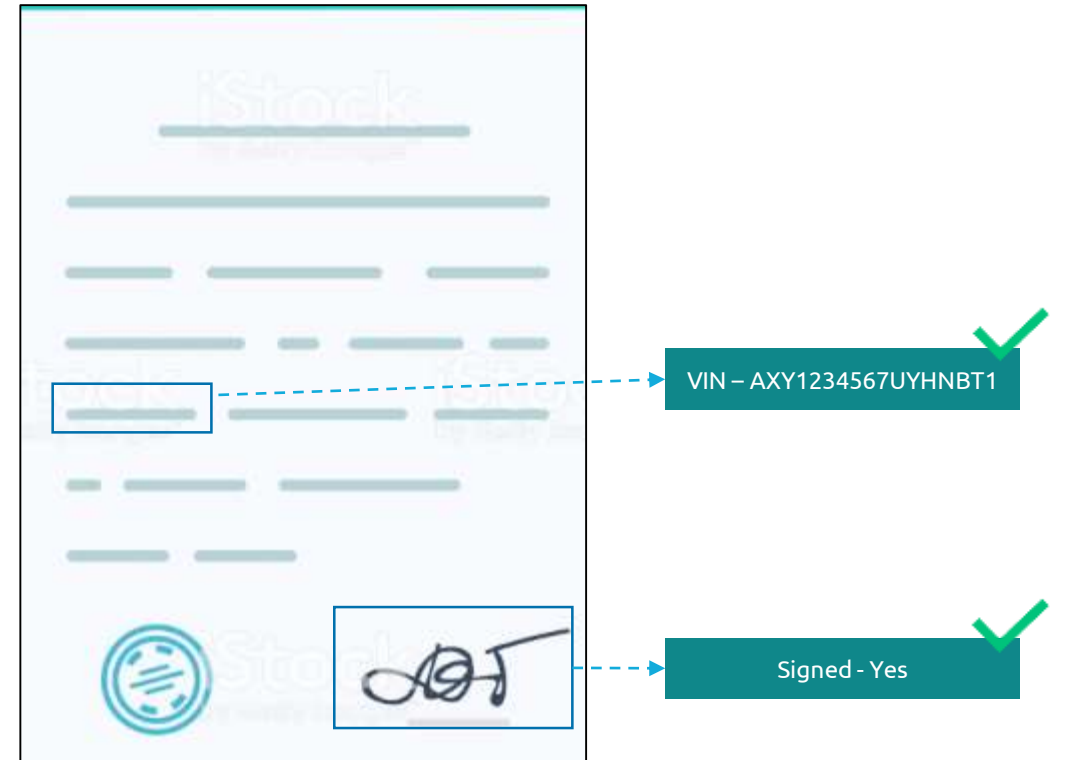 iStock
VIN – AXY1234567UYHNBT1
Signed - Yes